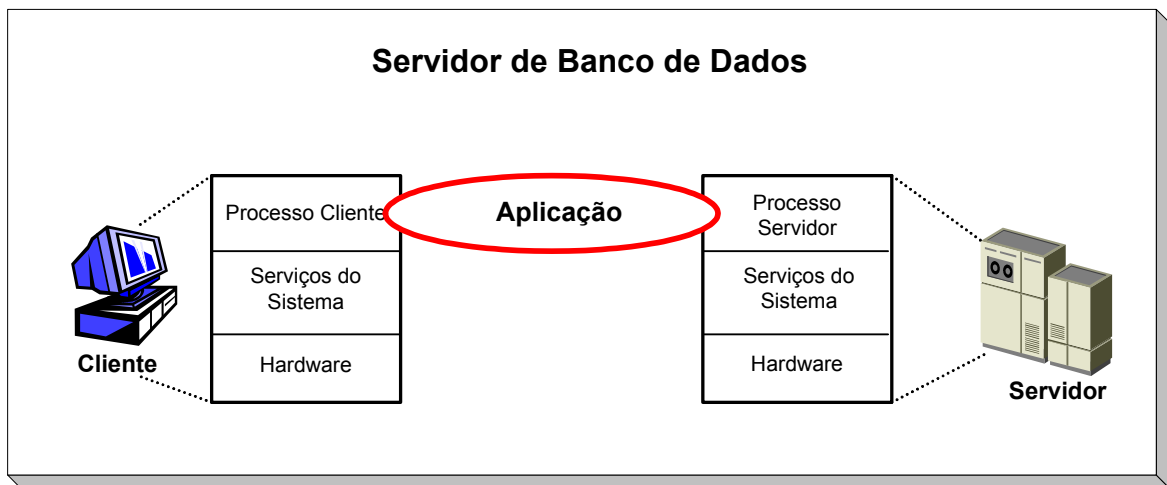 Servidor de Banco de Dados
Processo Cliente
Aplicação
Processo
Servidor
Serviços do
Sistema
Serviços do
Sistema
Hardware
Hardware
Cliente
Servidor